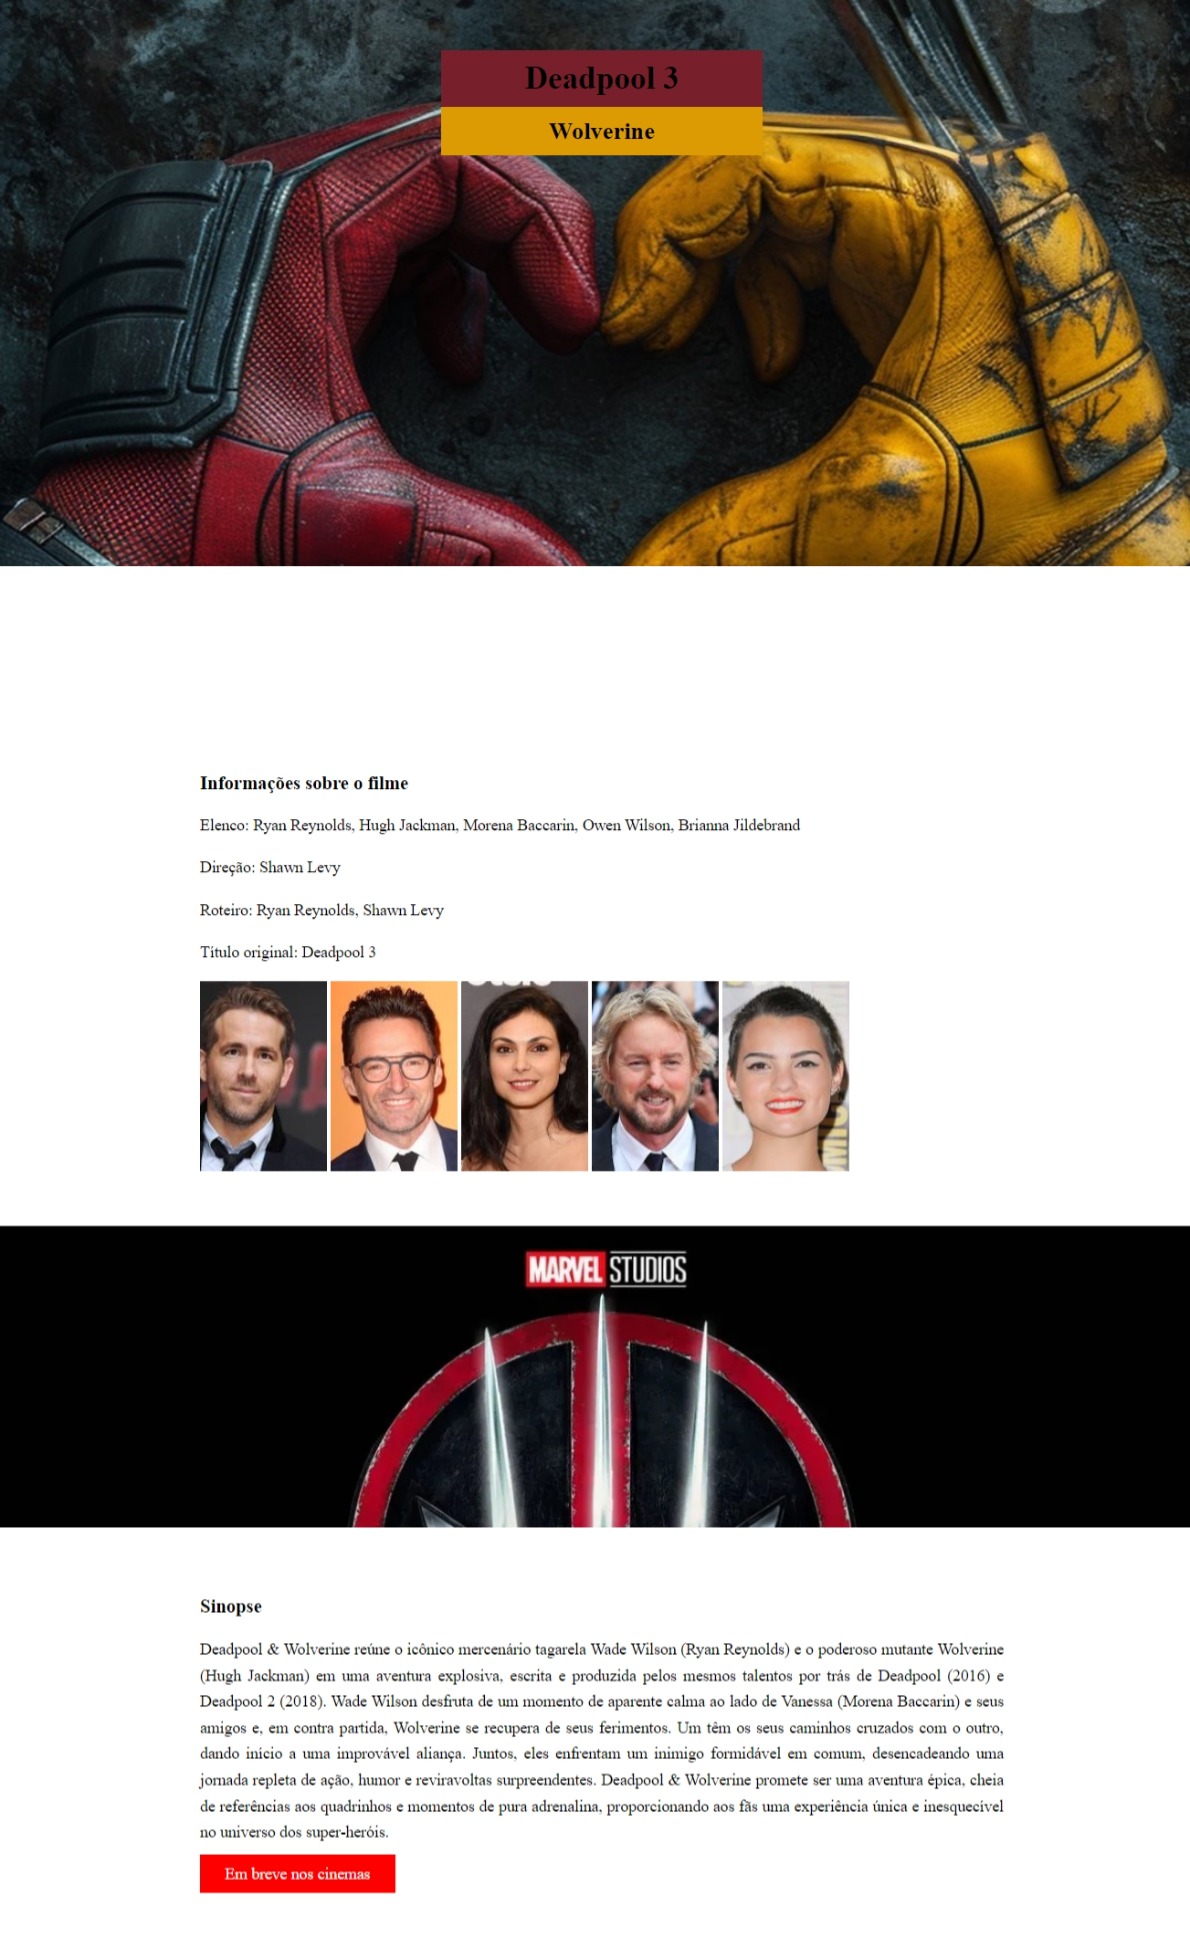 Deadpool 3
Wolverine
Informações sobre o filme
Elenco: Ryan Reynolds, Hugh Jackman, Morena Baccarin, Owen Wilson, Brianna Jildebrand
Direção: Shawn Levy
Roteiro: Ryan Reynolds, Shawn Levy
Título original: Deadpool 3
MARVEL STUDIOS
Sinopse
Deadpool & Wolverine reúne o icônico mercenário tagarela Wade Wilson (Ryan Reynolds) e o poderoso mutante Wolverine
(Hugh Jackman) em uma aventura explosiva, escrita e produzida pelos mesmos talentos por trás de Deadpool (2016) e
Deadpool 2 (2018). Wade Wilson desfruta de um momento de aparente calma ao lado de Vanessa (Morena Baccarin) e seus
amigos e, em contra partida, Wolverine se recupera de seus ferimentos. Um têm os seus caminhos cruzados com o outro,
dando início a uma improvável aliança. Juntos, eles enfrentam um inimigo formidável em comum, desencadeando uma
jornada repleta de ação, humor e reviravoltas surpreendentes. Deadpool & Wolverine promete ser uma aventura épica, cheia
de referências aos quadrinhos e momentos de pura adrenalina, proporcionando aos fãs uma experiência única e inesquecível
no universo dos super-heróis.
Em breve nos cinemas